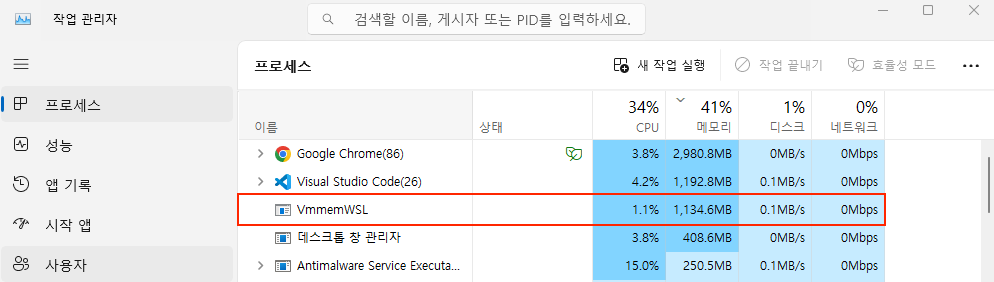 작업 관리자
검색할 이름, 게시자 또는 PID를 입력하세요.
프로세스
새 작업 실행
작업 끝내기
효율성 모드
프로세스
성능
앱 기록
시작 앱
사용자
34% 41% 1% 0%
이름 상태 CPU 메모리 디스크 네트워크
Google Chrome(86) 3.8% 2,980.8MB 0MB/s 0Mbps
Visual Studio Code(26) 4.2% 1,192.8MB 0.1MB/s 0Mbps
VmmemWSL 1.1% 1,134.6MB 0.1MB/s 0Mbps
데스크톱 창 관리자 3.8% 408.6MB 0MB/s 0Mbps
Antimalware Service Executa... 15.0% 250.5MB 0.1MB/s 0Mbps